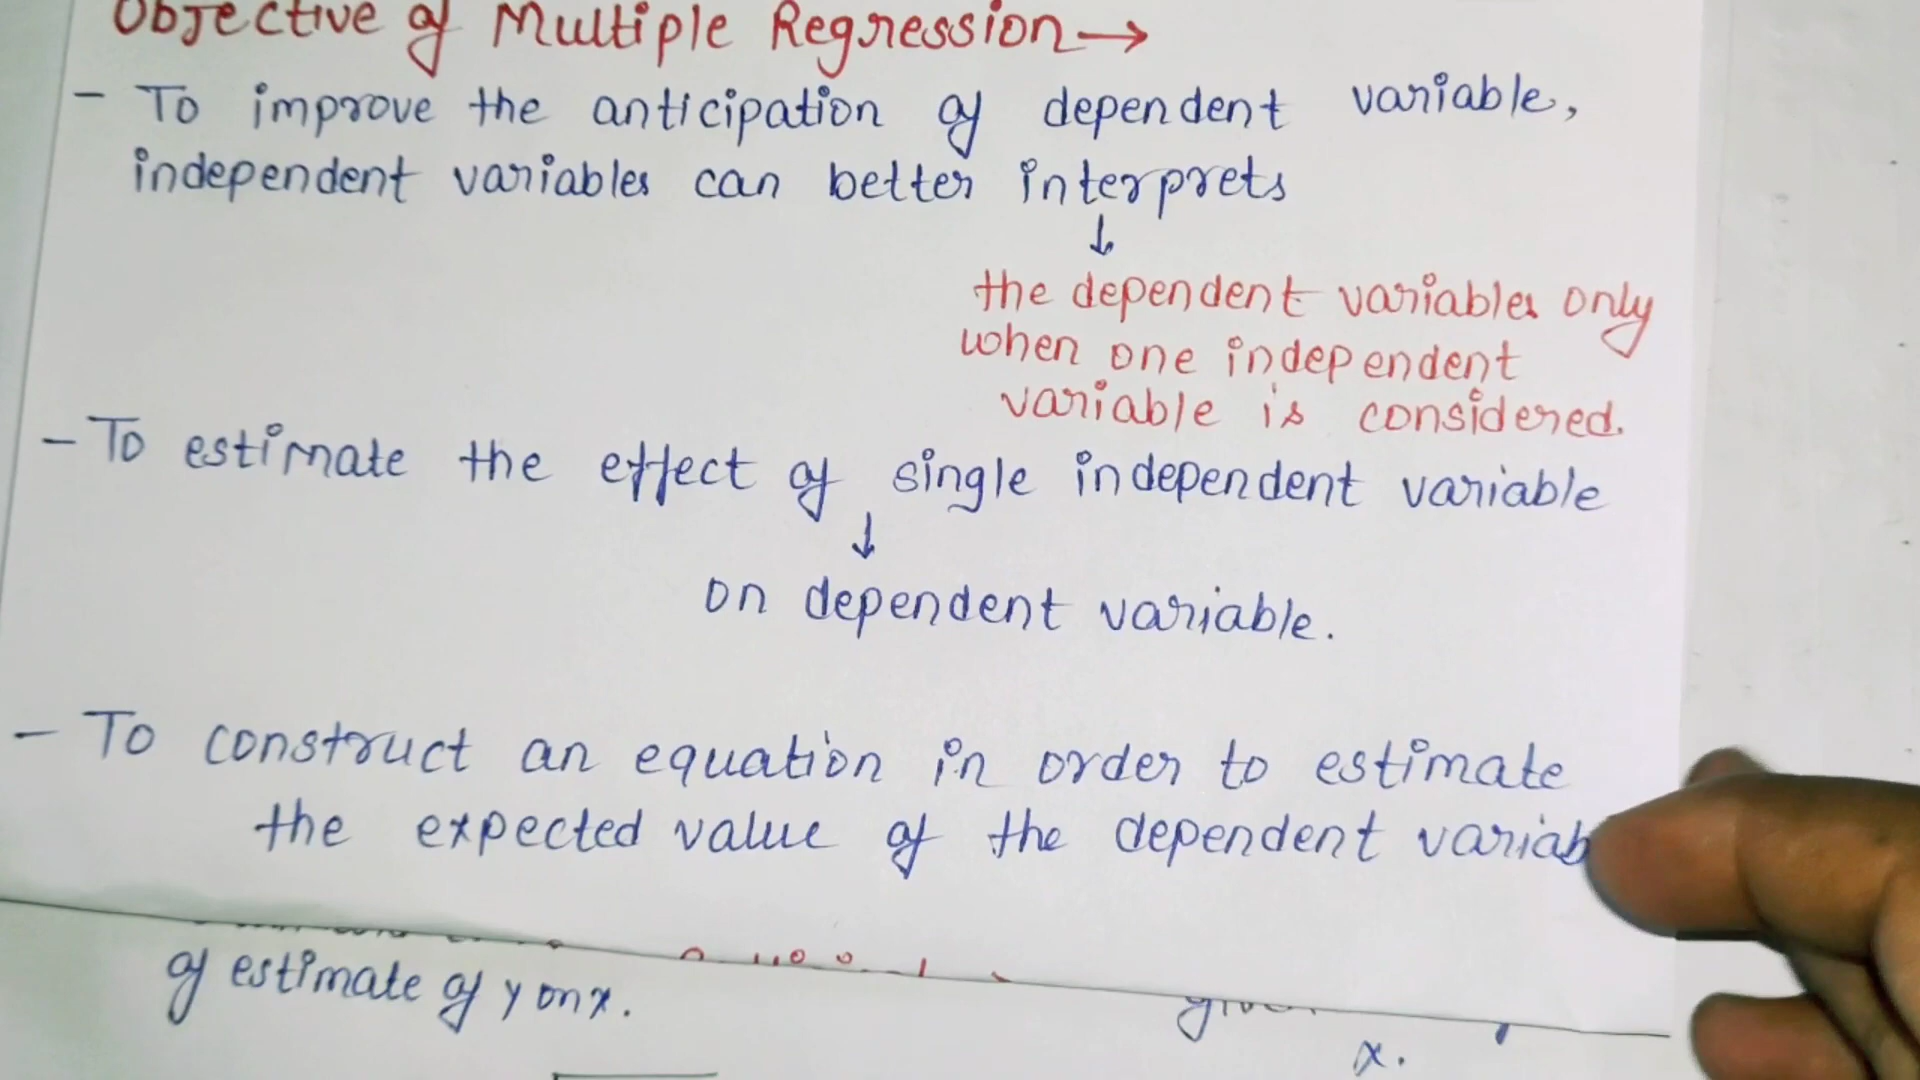 Objective of Multiple Regression →
- To improve the anticipation of dependent variable,
independent variables can better interprets
↓
the dependent variables only
when one independent
variable is considered.
- To estimate the effect of single independent variable
↓
on dependent variable.
- To construct an equation in order to estimate
the expected value of the dependent
of estimate of y on x.
x.